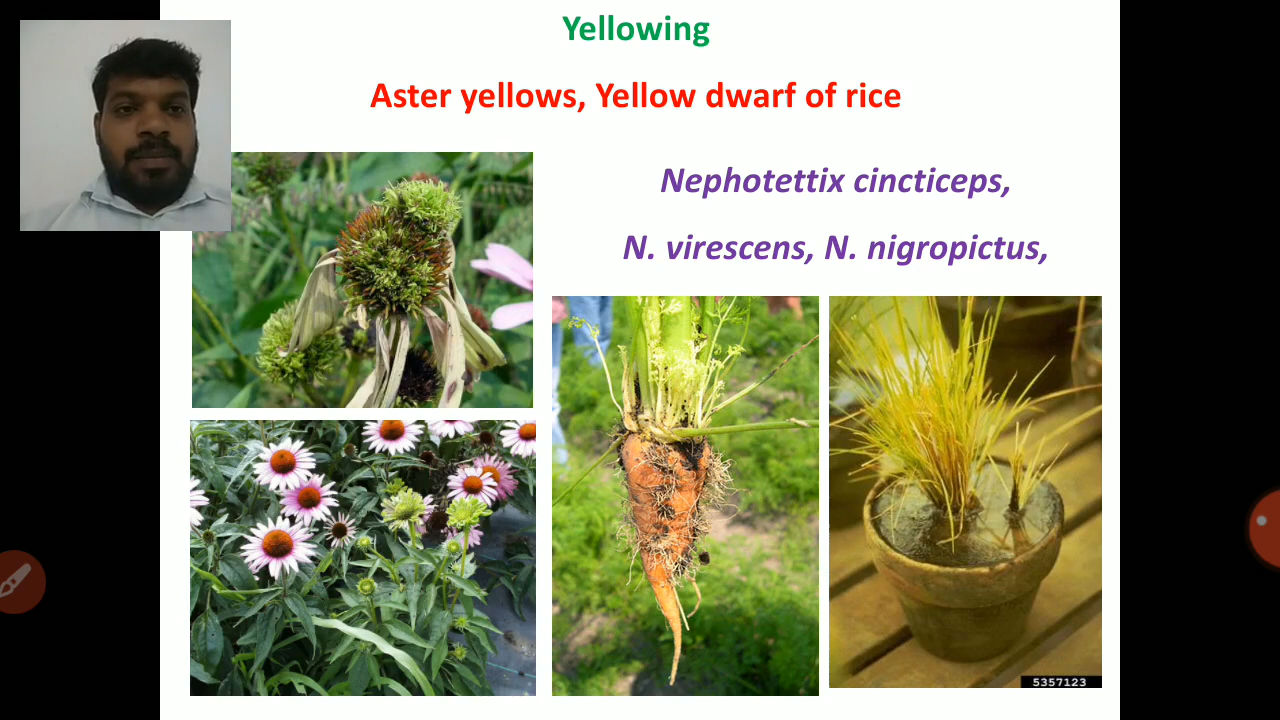 Yellowing
Aster yellows, Yellow dwarf of rice
Nephotettix cincticeps,
N. virescens, N. nigropictus,
5357123